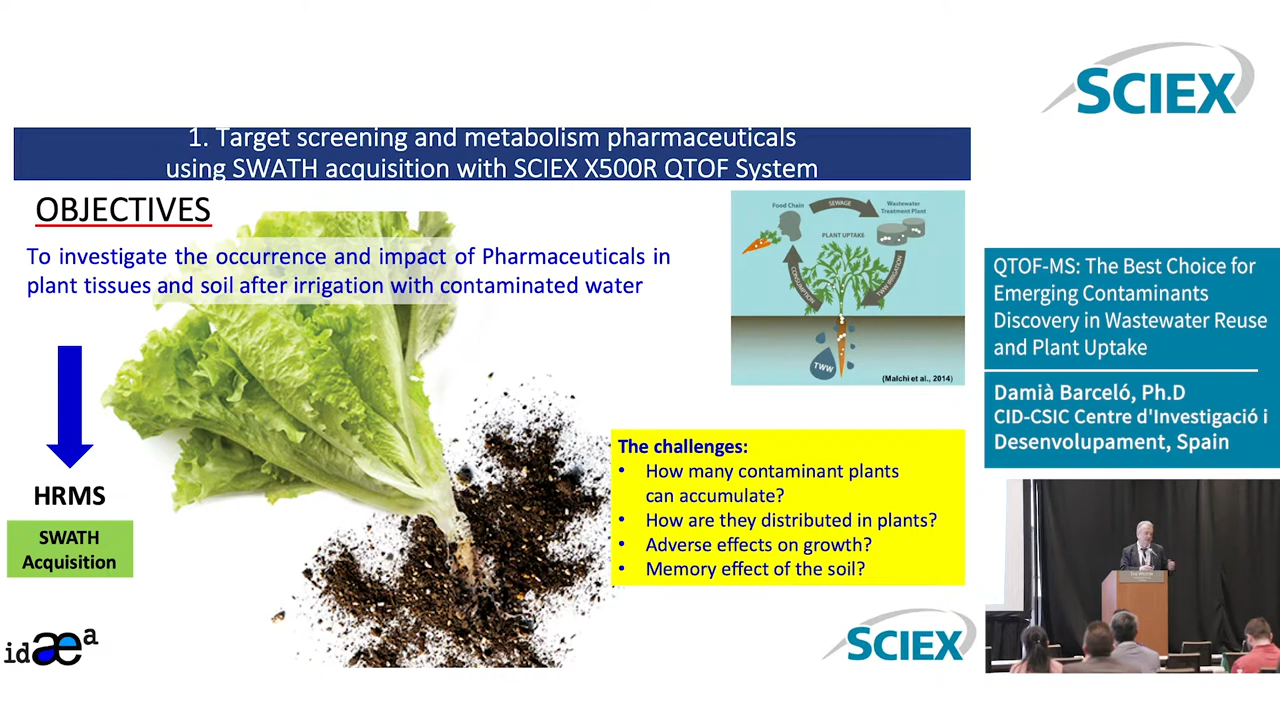 SCIEX
1. Target screening and metabolism pharmaceuticals
using SWATH acquisition with SCIEX X500R QTOF System
OBJECTIVES
To investigate the occurrence and impact of Pharmaceuticals in
plant tissues and soil after irrigation with contaminated water
HRMS
SWATH
Acquisition
Food Chain
SEWAGE
Wastewater
Treatment Plant
PLANT UPTAKE
CONSUMPTION
TWW IRRIGATION
TWW
(Malchi et al., 2014)
The challenges:
• How many contaminant plants
can accumulate?
• How are they distributed in plants?
• Adverse effects on growth?
• Memory effect of the soil?
idæa
SCIEX
QTOF-MS: The Best Choice for
Emerging Contaminants
Discovery in Wastewater Reuse
and Plant Uptake
Damià Barceló, Ph.D
CID-CSIC Centre d'Investigació i
Desenvolupament, Spain